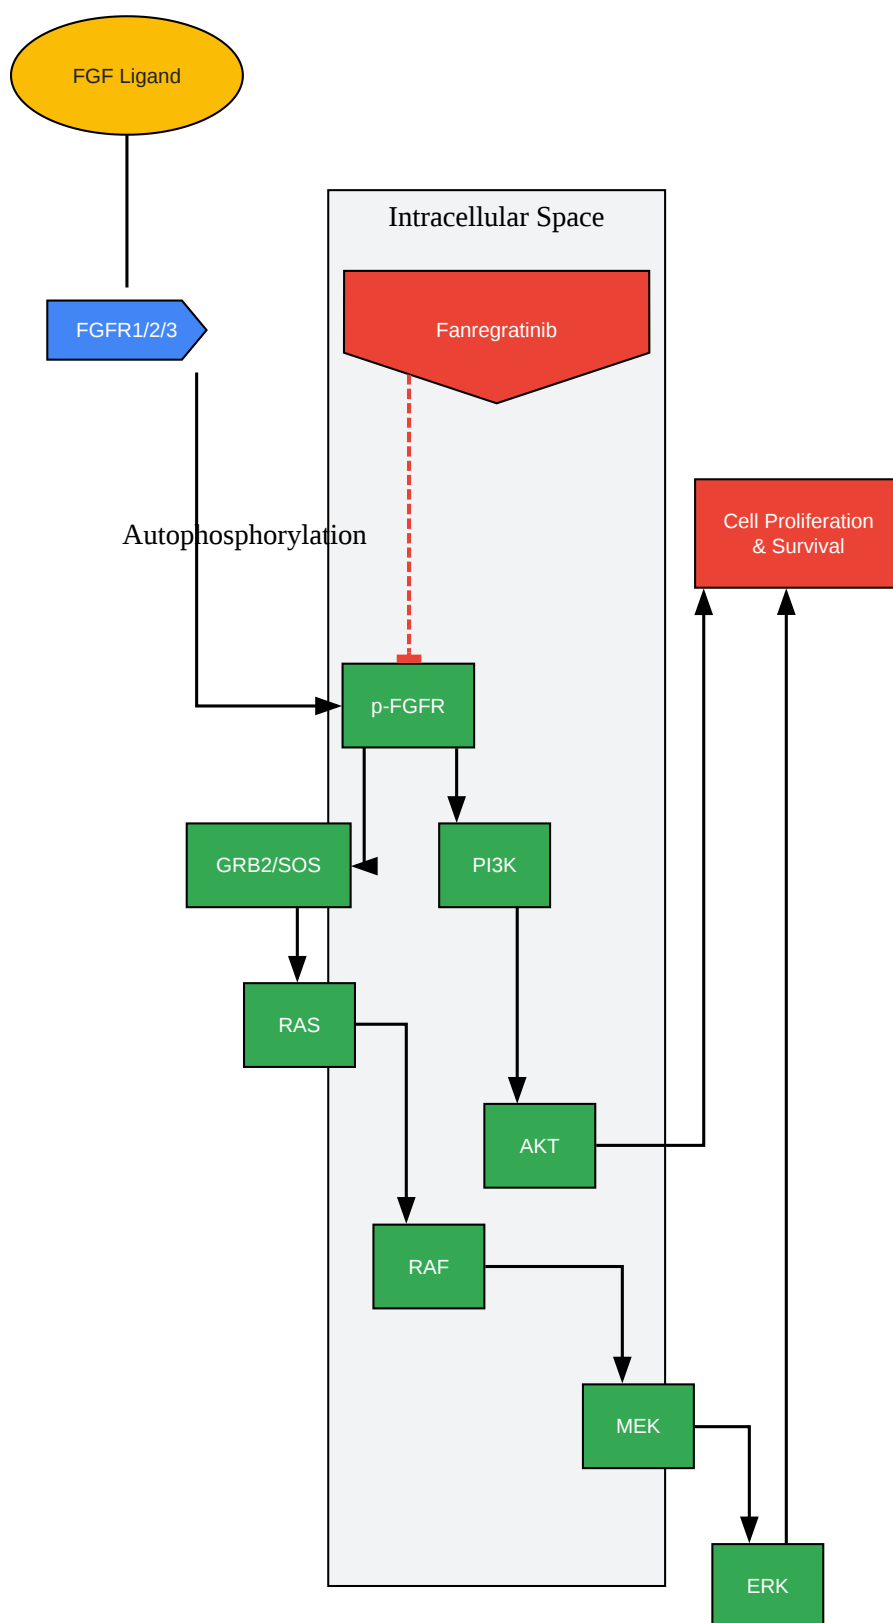 FGF Ligand
Intracellular Space
FGFR1/2/3
Fanregratinib
Cell Proliferation
& Survival
Autophosphorylation
p-FGFR
GRB2/SOS
PI3K
RAS
AKT
RAF
MEK
ERK